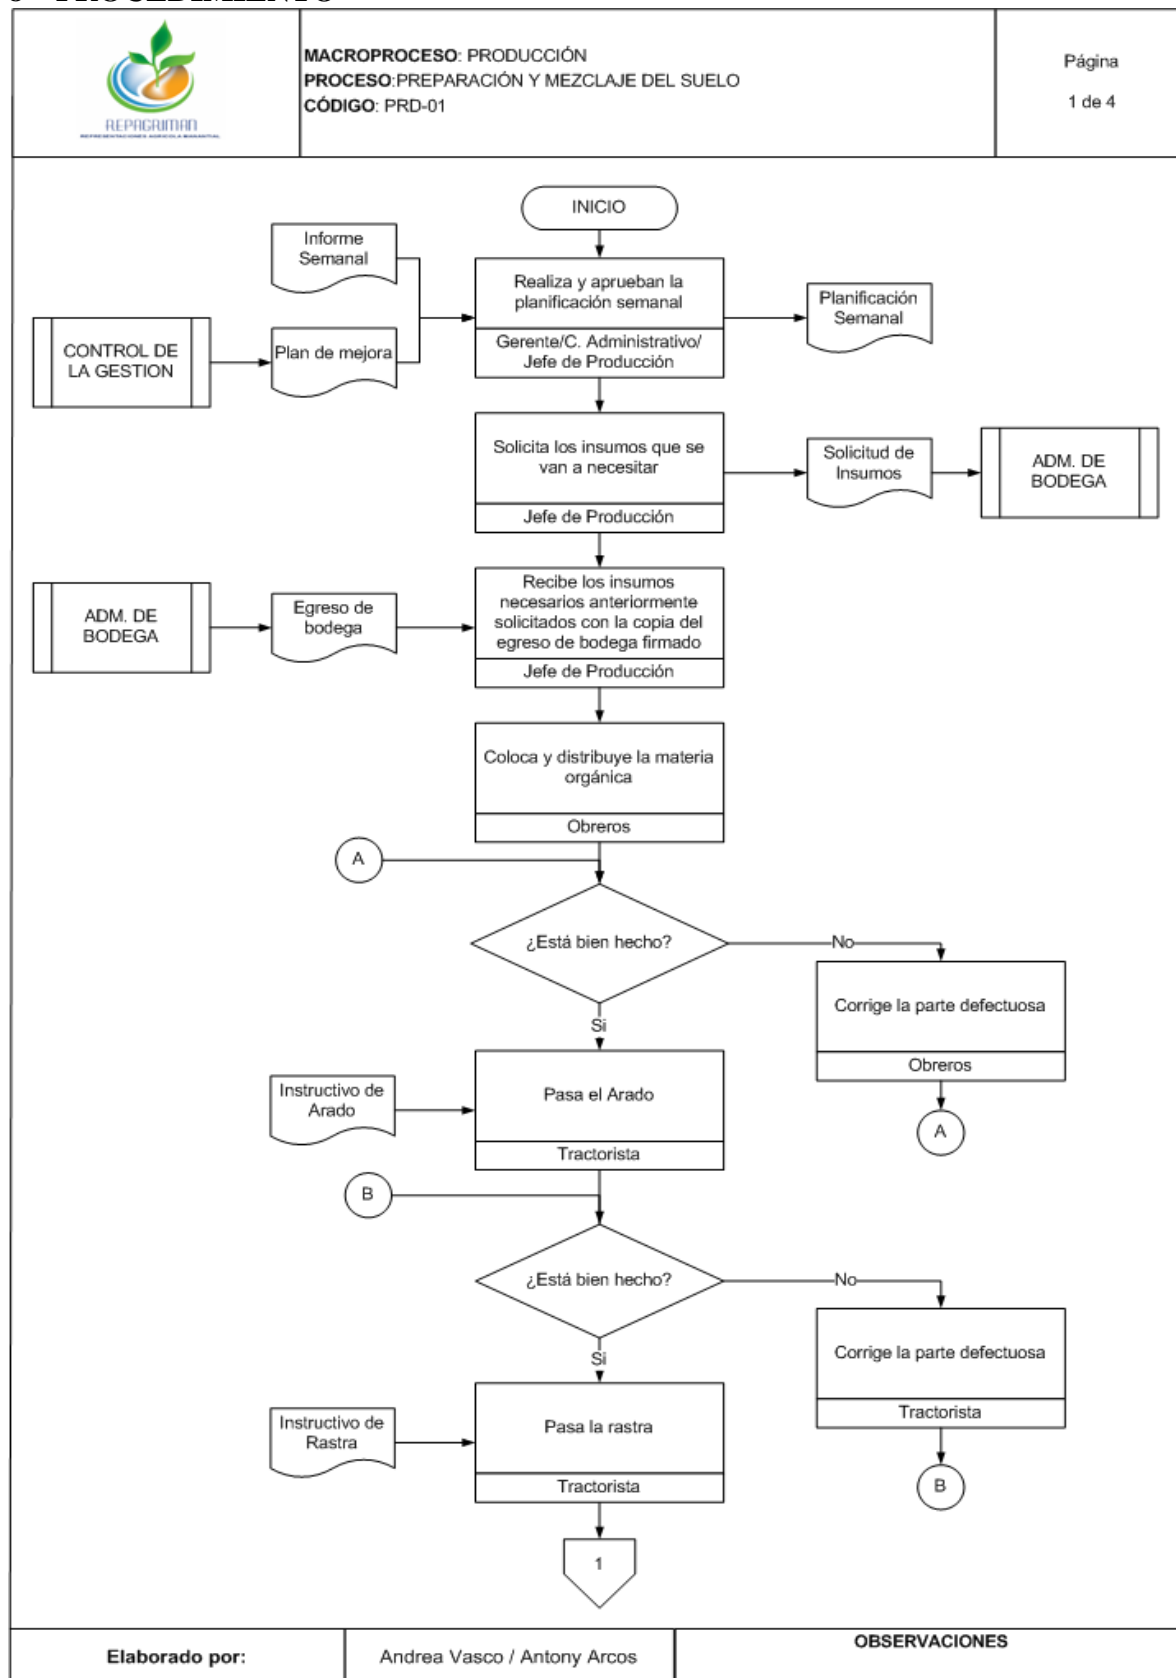 PROCEDIMIENTO
REPAGRIMAN
REPRESENTACIONES AGRICOLA MANANTIAL
MACROPROCESO: PRODUCCIÓN
PROCESO:PREPARACIÓN Y MEZCLAJE DEL SUELO
CÓDIGO: PRD-01
Página
1 de 4
INICIO
Informe
Semanal
Realiza y aprueban la
planificación semanal
Gerente/C. Administrativo/
Jefe de Producción
Planificación
Semanal
CONTROL DE
LA GESTION
Plan de mejora
Solicita los insumos que se
van a necesitar
Jefe de Producción
Solicitud de
Insumos
ADM. DE
BODEGA
ADM. DE
BODEGA
Egreso de
bodega
Recibe los insumos
necesarios anteriormente
solicitados con la copia del
egreso de bodega firmado
Jefe de Producción
Coloca y distribuye la materia
orgánica
Obreros
A
¿Está bien hecho?
No
Corrige la parte defectuosa
Obreros
A
Si
Instructivo de
Arado
Pasa el Arado
Tractorista
B
¿Está bien hecho?
No
Corrige la parte defectuosa
Tractorista
B
Si
Instructivo de
Rastra
Pasa la rastra
Tractorista
1
Elaborado por:
Andrea Vasco / Antony Arcos
OBSERVACIONES